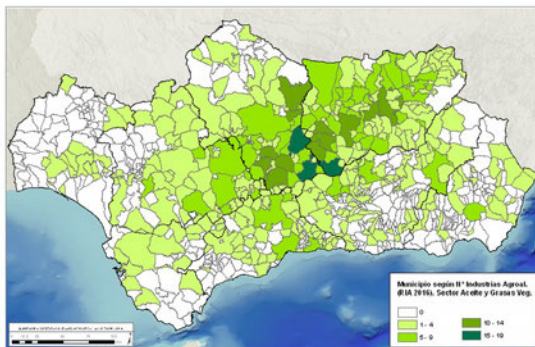 Municipio según Nº Industrias Agroal.
(RIA 2016). Sector Aceite y Grasas Veg.
0
1 - 4
5 - 9
10 - 14
15 - 19